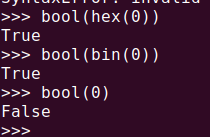 SyntaxError: invalid
>>> bool(hex(0))
True
>>> bool(bin(0))
True
>>> bool(0)
False
>>>